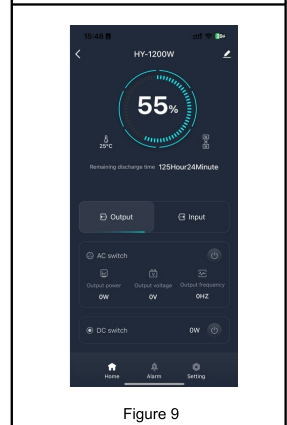 15:48
HY-1200W
55%
25°C
Remaining discharge time 125Hour24Minute
Output Input
AC switch
Output power Output voltage Output frequency
0W 0V 0HZ
DC switch 0W
Home Alarm Setting
Figure 9